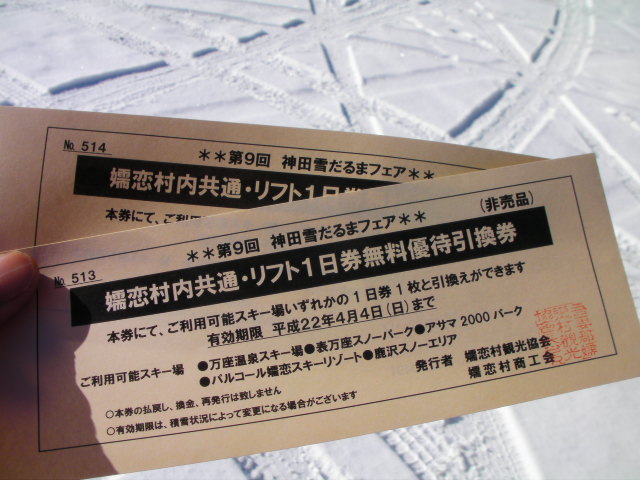 No. 514
＊＊第9回 神田雪だるまフェア＊＊
嬬恋村内共通・リフト1日券
本券にて、ご利用
No. 513
＊＊第9回 神田雪だるまフェア＊＊
(非売品)
嬬恋村内共通・リフト1日券無料優待引換券
本券にて、ご利用可能スキー場いずれかの1日券1枚と引換えができます
有効期限 平成22年4月4日(日)まで
ご利用可能スキー場 ●万座温泉スキー場●表万座スノーパーク●アサマ2000パーク
●パルコール嬬恋スキーリゾート●鹿沢スノーエリア
発行者 嬬恋村観光協会
嬬恋村商工会
○本券の払戻し、換金、再発行は致しません
○有効期限は、積雪状況によって変更になる場合がございます